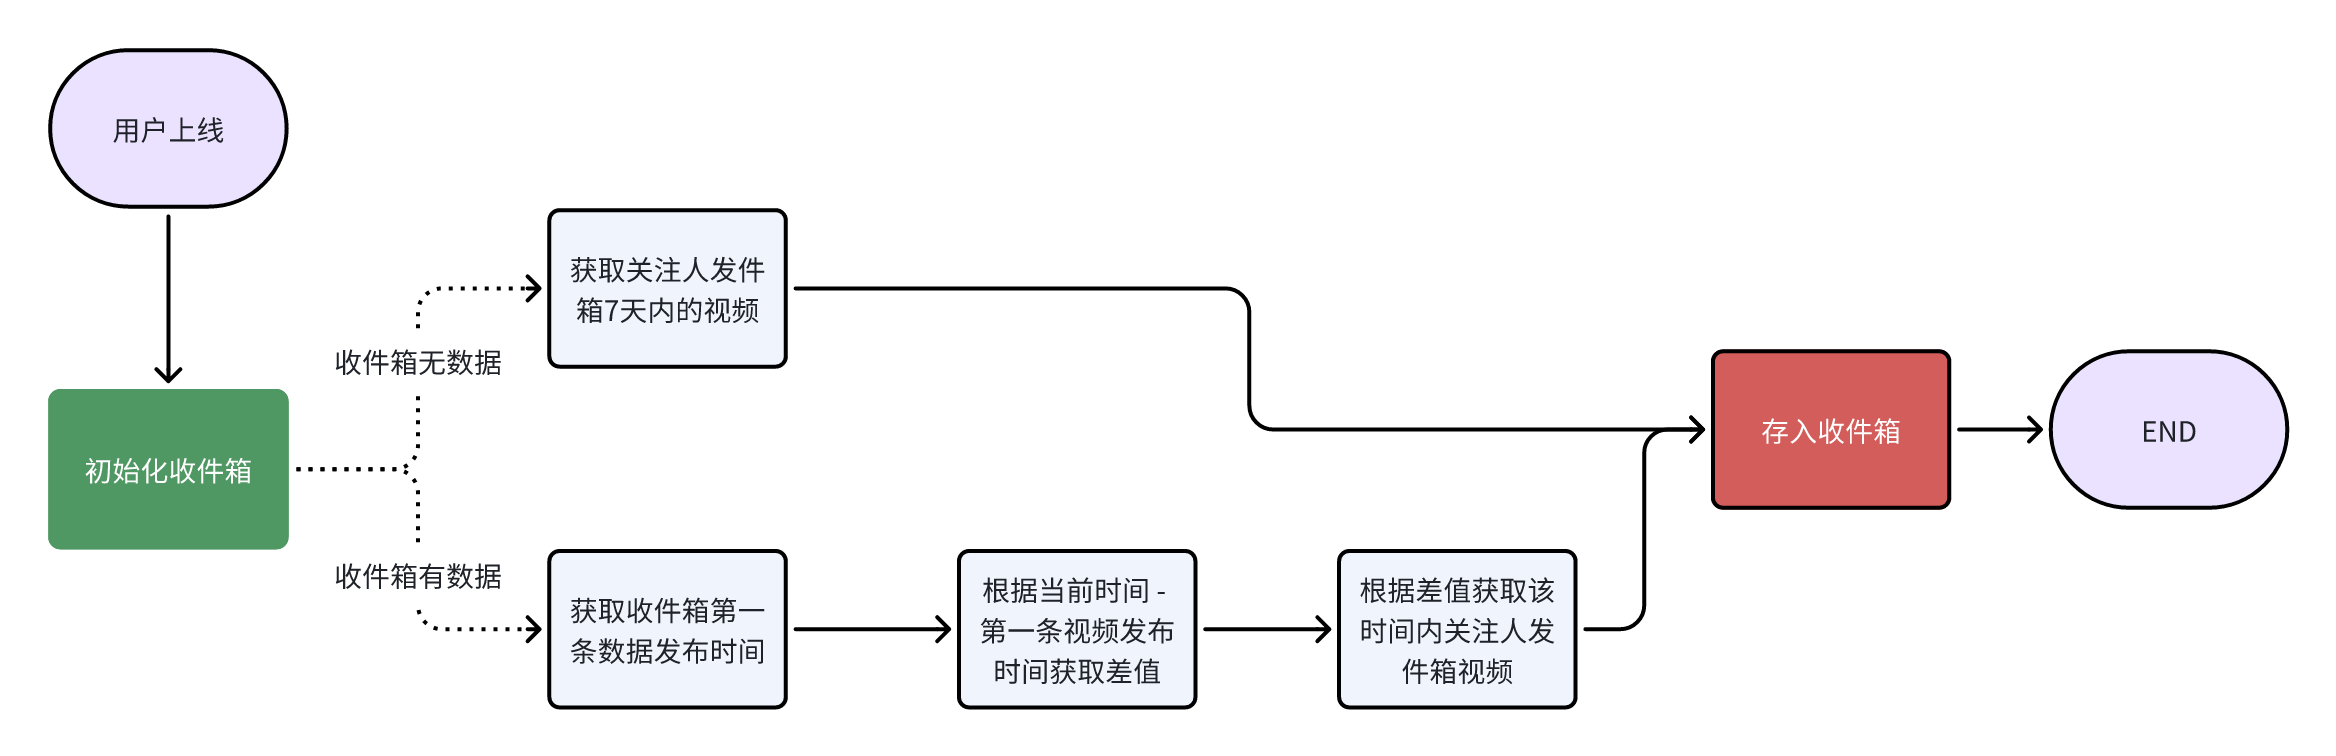 用户上线
初始化收件箱
收件箱无数据
收件箱有数据
获取关注人发件
箱7天内的视频
获取收件箱第一
条数据发布时间
根据当前时间 -
第一条视频发布
时间获取差值
根据差值获取该
时间内关注人发
件箱视频
存入收件箱
END